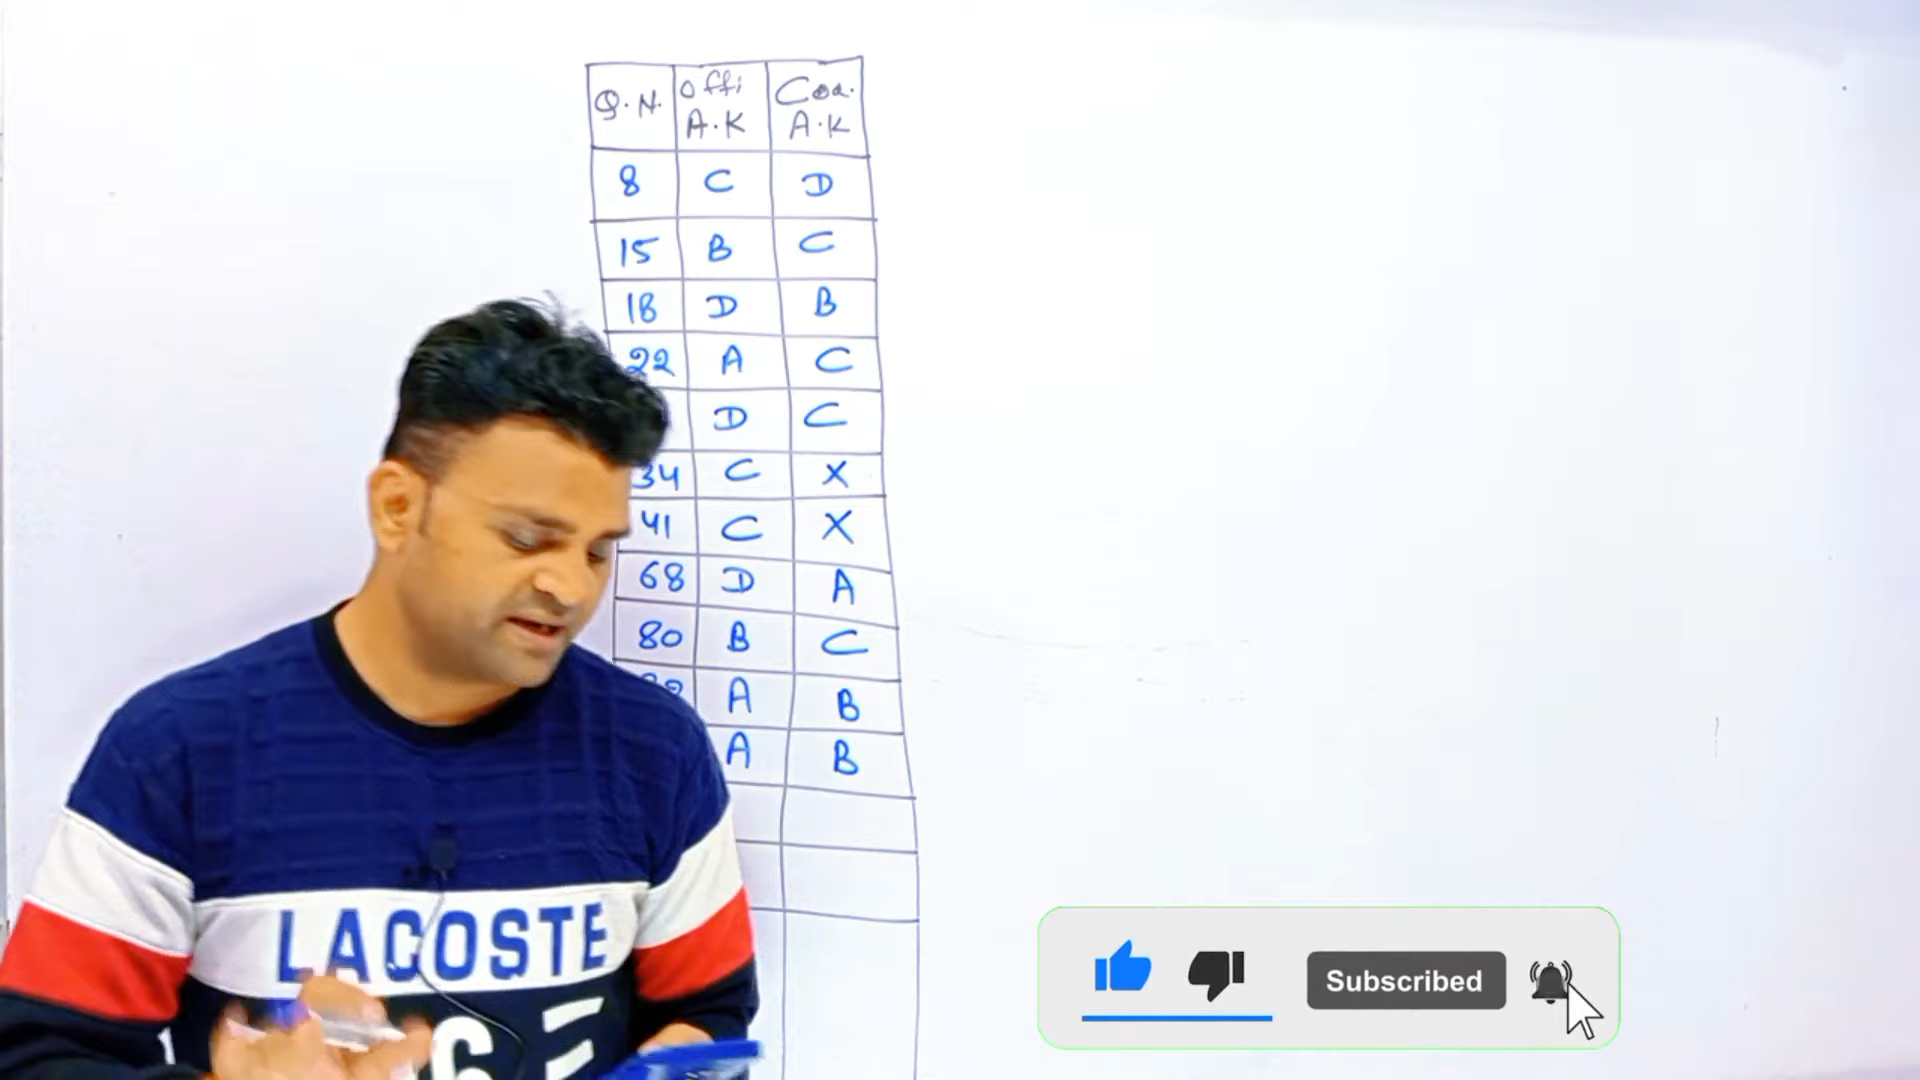 Q.N. Offi A.K Coa. A.K
8 C D
15 B C
18 D B
22 A C
D C
34 C X
41 C X
68 D A
80 B C
A B
A B
LACOSTE
Subscribed